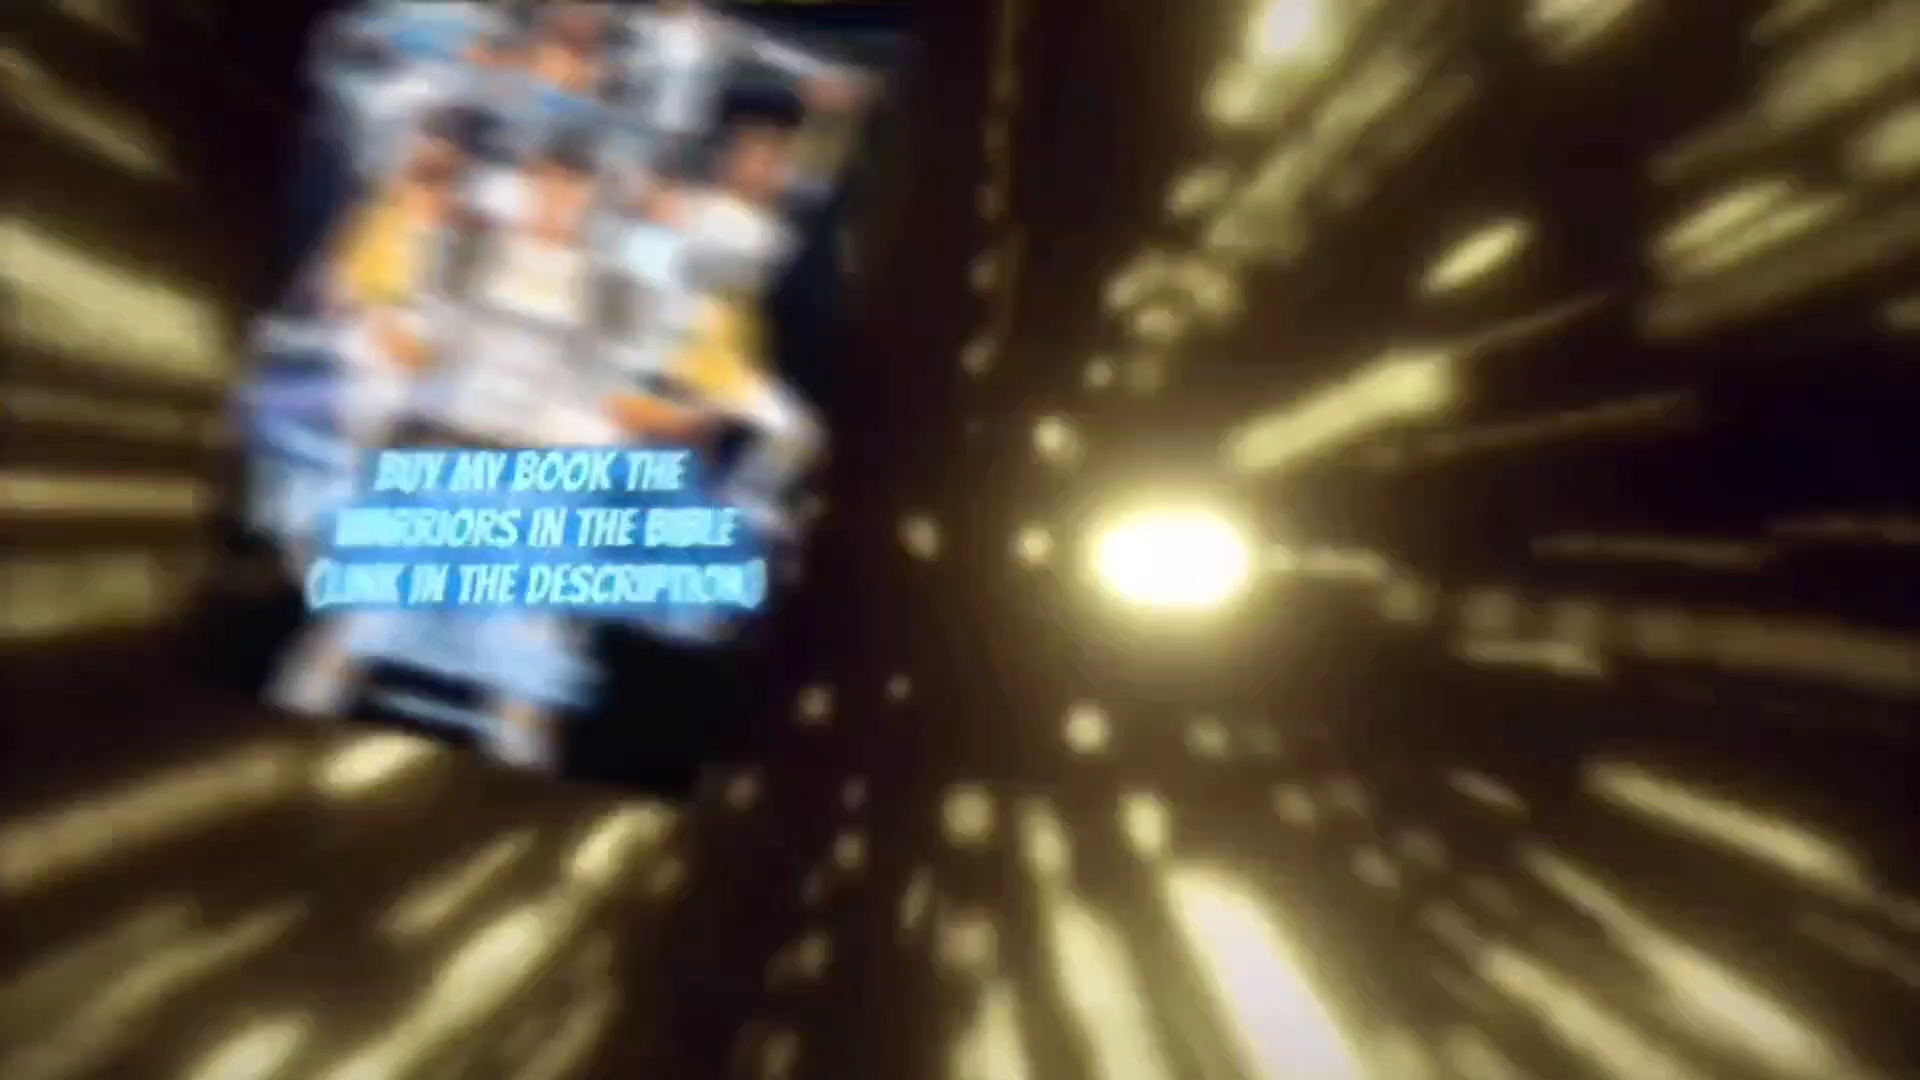 BUY MY BOOK THE
WARRIORS IN THE BIBLE
(LINK IN THE DESCRIPTION)